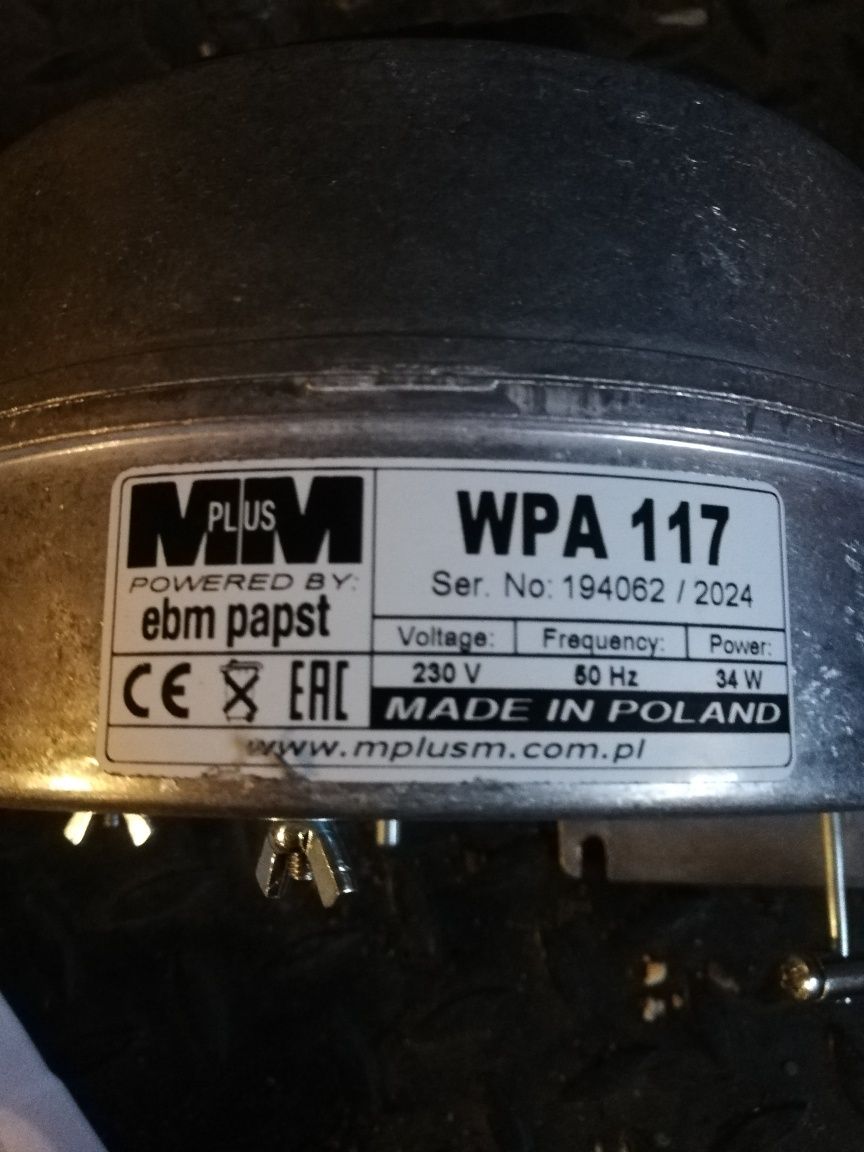 M PLUS M
POWERED BY:
ebm papst
WPA 117
Ser. No: 194062 / 2024
Voltage: Frequency: Power:
230 V 50 Hz 34 W
CE EAC
MADE IN POLAND
www.mplusm.com.pl